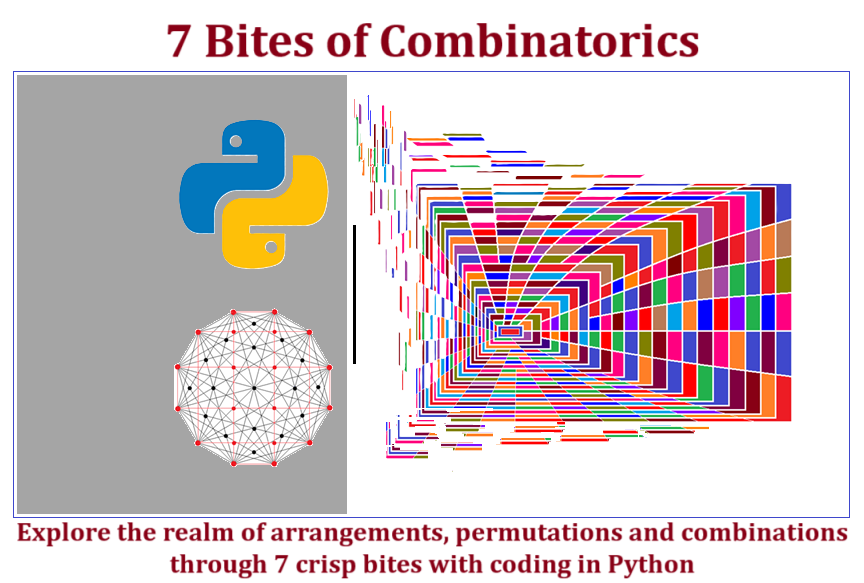 7 Bites of Combinatorics
Explore the realm of arrangements, permutations and combinations
through 7 crisp bites with coding in Python